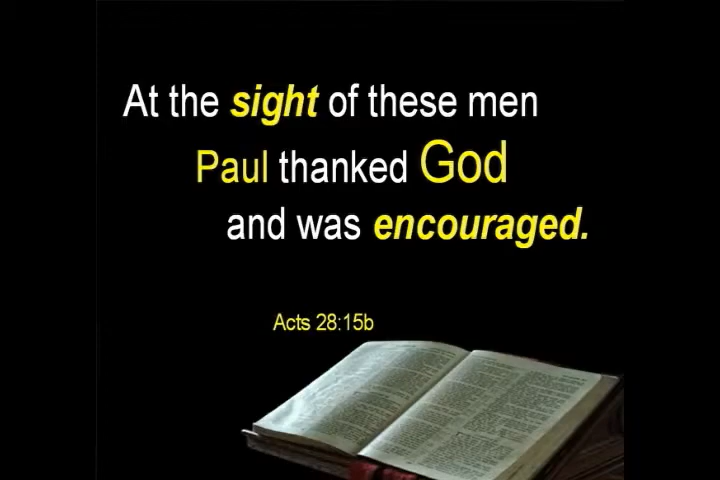 At the sight of these men
Paul thanked God
and was encouraged.
Acts 28:15b